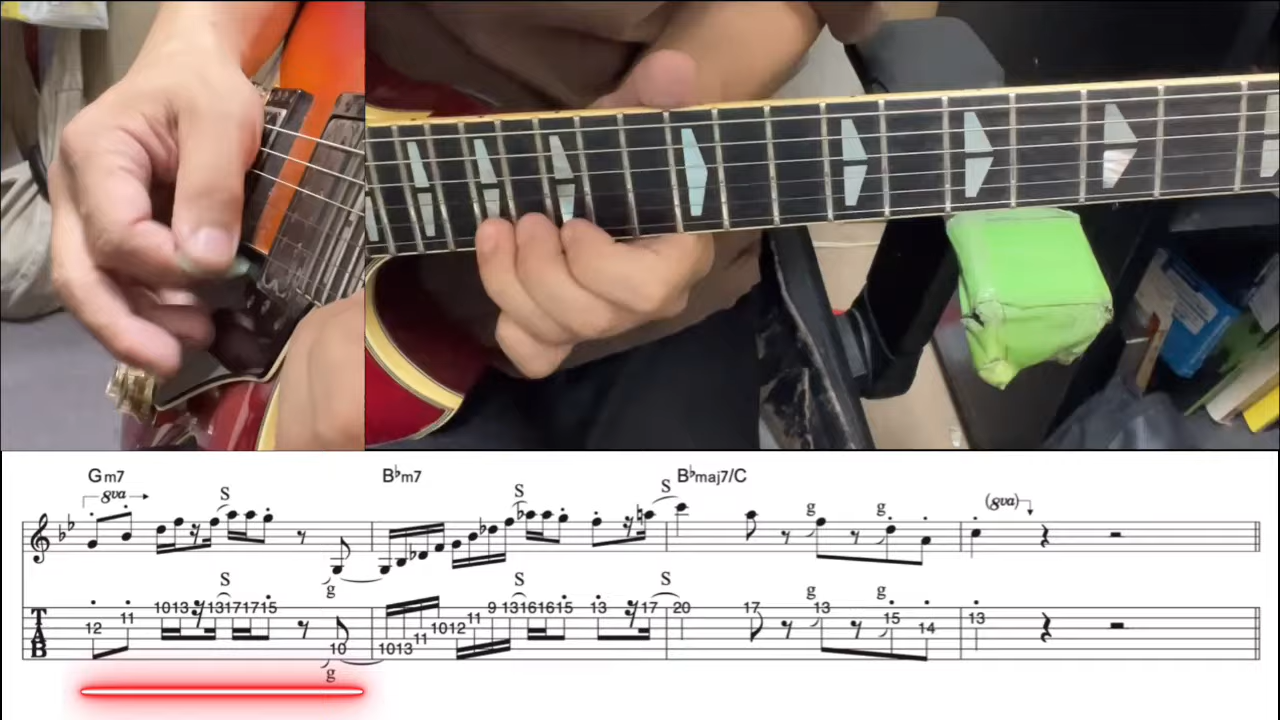 Gm7 B♭m7 B♭maj7/C
8va (8va)
S S S g g
g
S S S g g
10 13 13 17 17 15 9 13 16 16 15 13 17 20 17 13
12 11 10 12 11 15 14 13
T
A
B
10 10 13 11
g